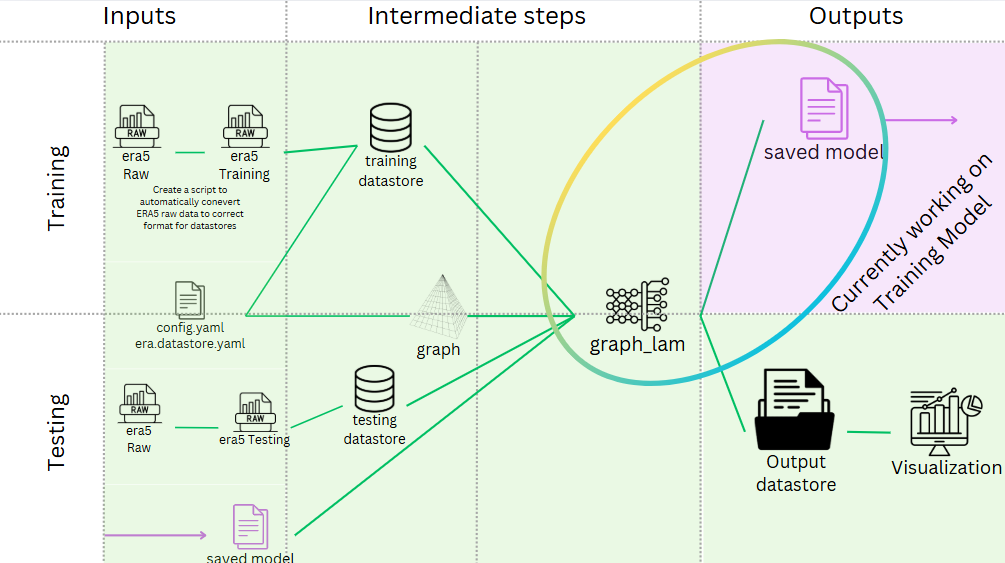 Inputs
Intermediate steps
Outputs
Training
RAW
era5
Raw
RAW
era5
Training
Create a script to
automatically conevert
ERA5 raw data to correct
format for datastores
training
datastore
saved model
Currently working on
Training Model
config.yaml
era.datastore.yaml
graph
graph_lam
Testing
RAW
era5
Raw
RAW
era5 Testing
testing
datastore
Output
datastore
Visualization
saved model